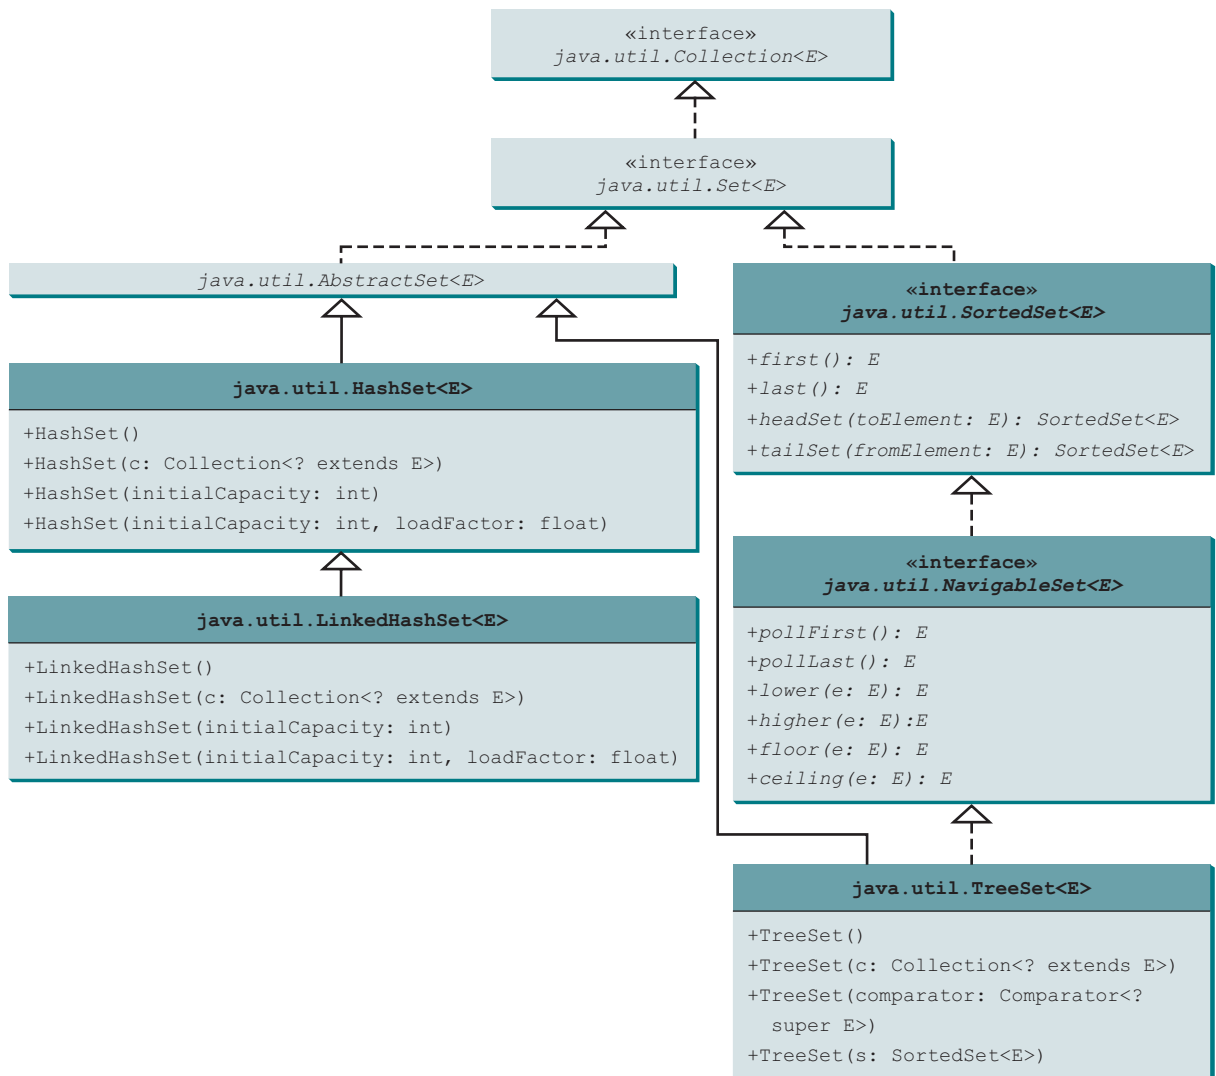 «interface»
java.util.Collection<E>
«interface»
java.util.Set<E>
java.util.AbstractSet<E>
«interface»
java.util.SortedSet<E>
+first(): E
+last(): E
+headSet(toElement: E): SortedSet<E>
+tailSet(fromElement: E): SortedSet<E>
java.util.HashSet<E>
+HashSet()
+HashSet(c: Collection<? extends E>)
+HashSet(initialCapacity: int)
+HashSet(initialCapacity: int, loadFactor: float)
«interface»
java.util.NavigableSet<E>
+pollFirst(): E
+pollLast(): E
+lower(e: E): E
+higher(e: E):E
+floor(e: E): E
+ceiling(e: E): E
java.util.LinkedHashSet<E>
+LinkedHashSet()
+LinkedHashSet(c: Collection<? extends E>)
+LinkedHashSet(initialCapacity: int)
+LinkedHashSet(initialCapacity: int, loadFactor: float)
java.util.TreeSet<E>
+TreeSet()
+TreeSet(c: Collection<? extends E>)
+TreeSet(comparator: Comparator<?
super E>)
+TreeSet(s: SortedSet<E>)